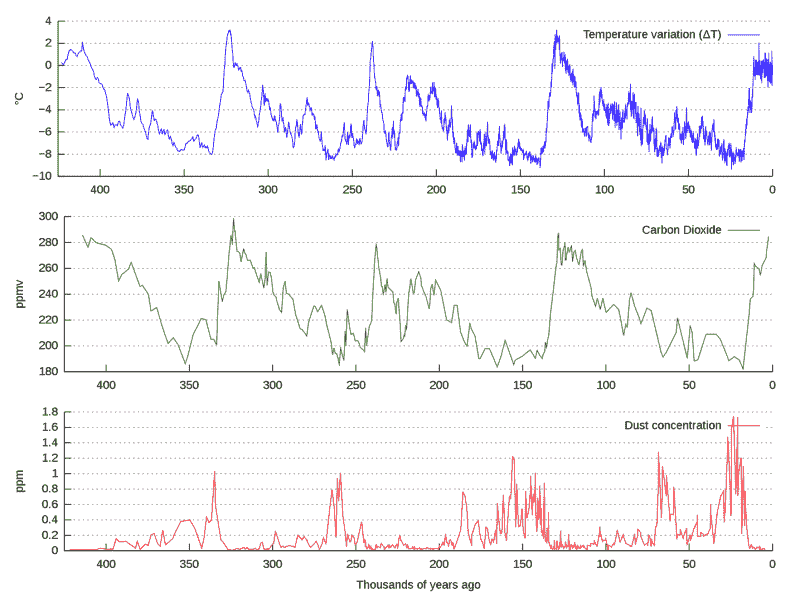 4
2
0
−2
−4
−6
−8
−10
°C
Temperature variation (ΔT)
400 350 300 250 200 150 100 50 0
300
280
260
240
220
200
180
ppmv
Carbon Dioxide
400 350 300 250 200 150 100 50 0
1.8
1.6
1.4
1.2
1
0.8
0.6
0.4
0.2
0
ppm
Dust concentration
400 350 300 250 200 150 100 50 0
Thousands of years ago